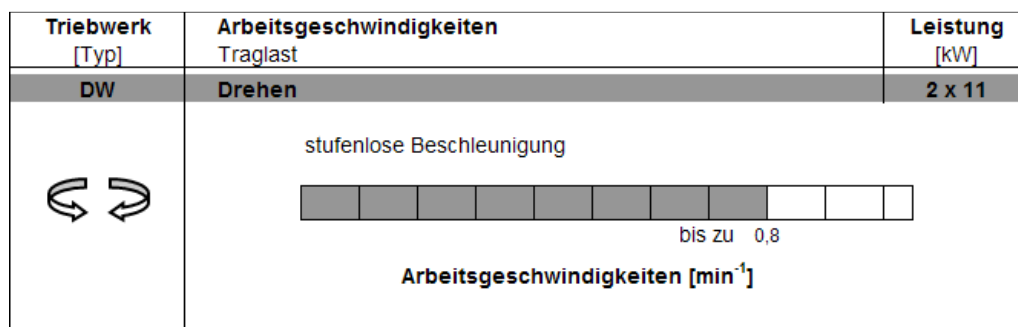 Triebwerk Arbeitsgeschwindigkeiten Leistung
[Typ] Traglast [kW]
DW Drehen 2 x 11
stufenlose Beschleunigung
bis zu 0,8
Arbeitsgeschwindigkeiten [min⁻¹]